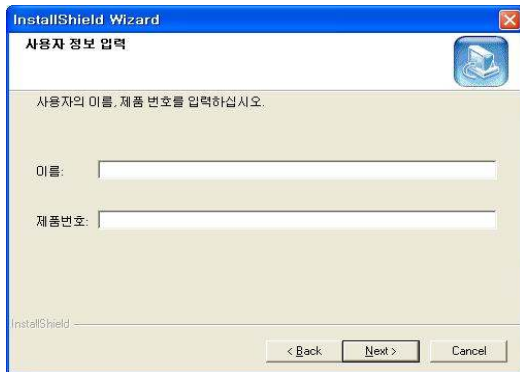 InstallShield Wizard
사용자 정보 입력
사용자의 이름, 제품 번호를 입력하십시오.
이름:
제품번호:
InstallShield
< Back Next > Cancel